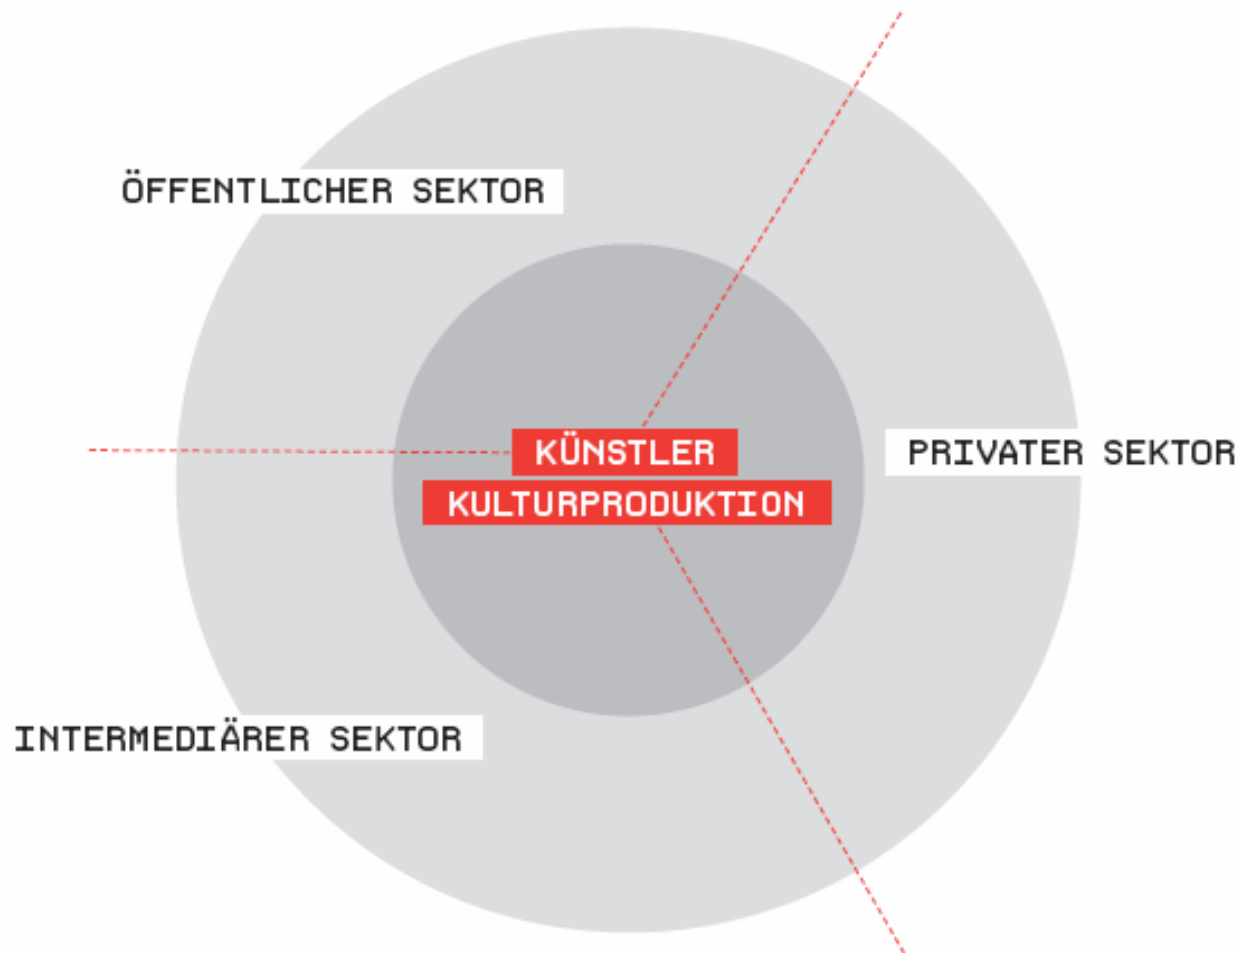 ÖFFENTLICHER SEKTOR
KÜNSTLER
KULTURPRODUKTION
PRIVATER SEKTOR
INTERMEDIÄRER SEKTOR